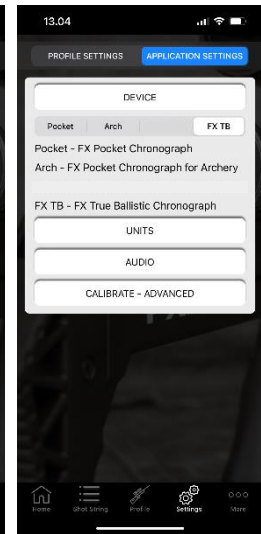 13.04
PROFILE SETTINGS APPLICATION SETTINGS
DEVICE
Pocket Arch FX TB
Pocket - FX Pocket Chronograph
Arch - FX Pocket Chronograph for Archery
FX TB - FX True Ballistic Chronograph
UNITS
AUDIO
CALIBRATE - ADVANCED
Home Shot String Profile Settings More